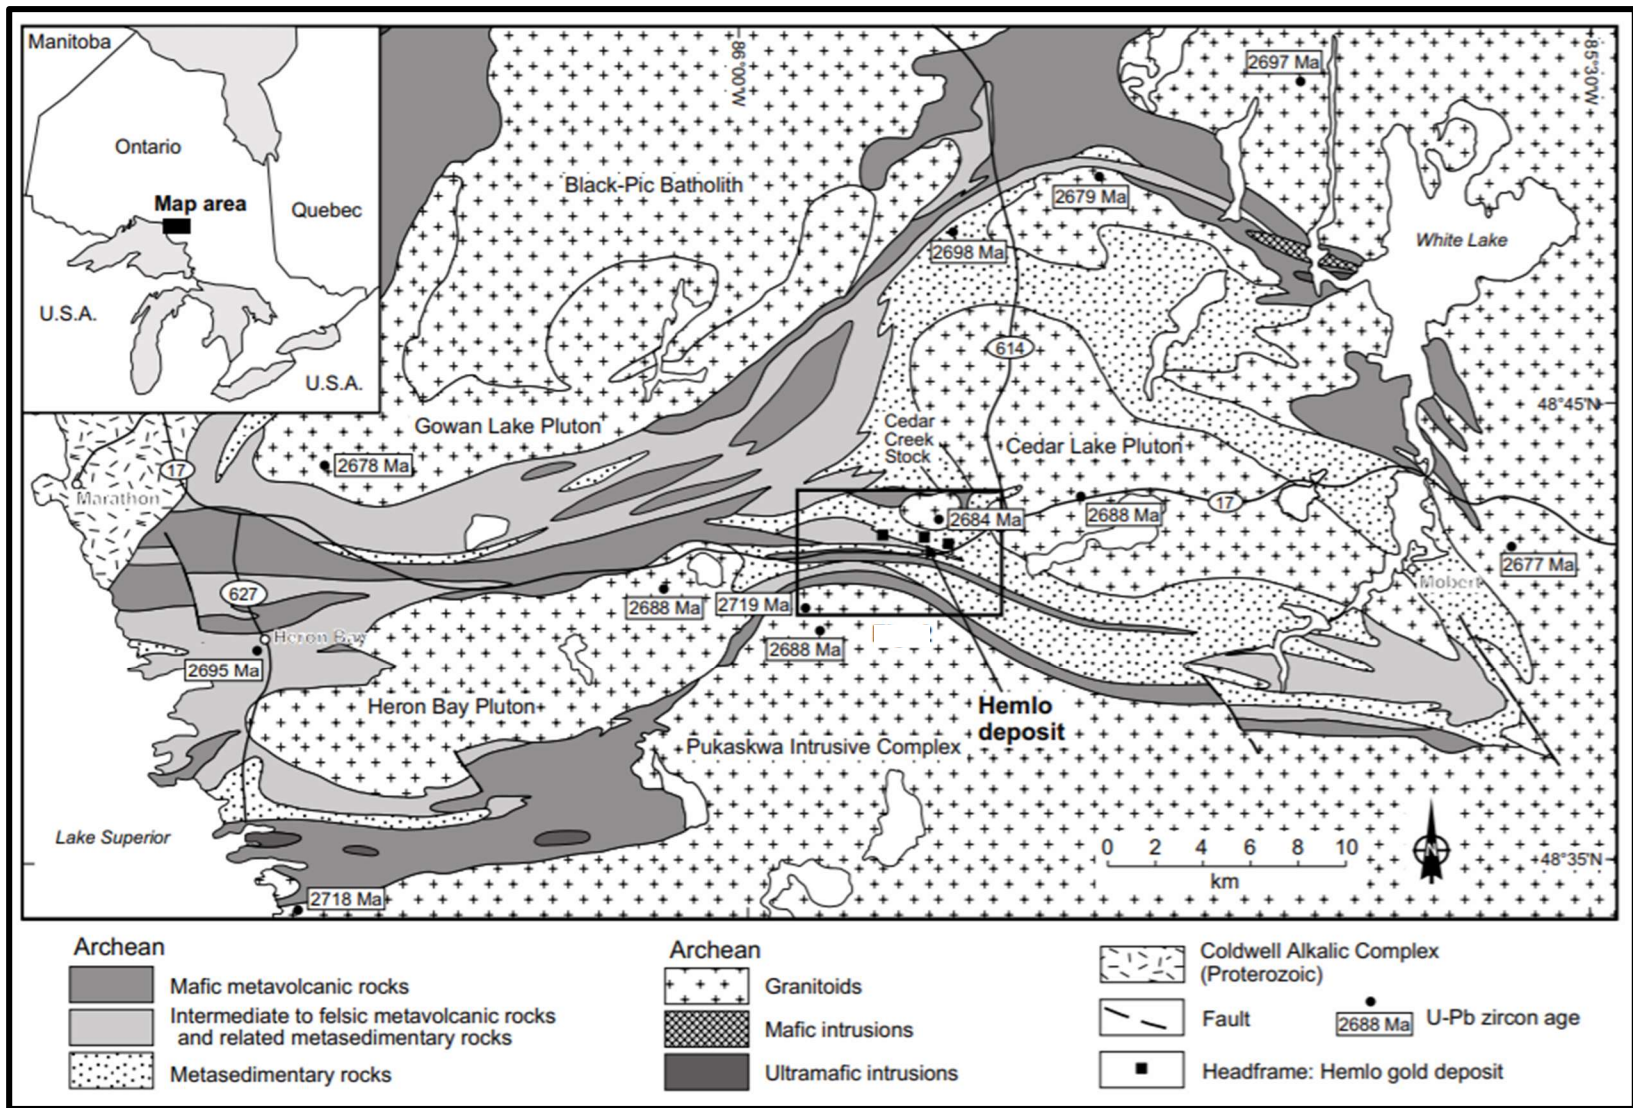 Manitoba
Ontario
Map area
Quebec
U.S.A.
U.S.A.
86°00'W
85°30'W
2697 Ma
Black-Pic Batholith
2679 Ma
2698 Ma
White Lake
614
48°45'N
Gowan Lake Pluton
Cedar
Creek
Stock
Cedar Lake Pluton
2678 Ma
17
Marathon
17
2684 Ma
2688 Ma
2677 Ma
Mobert
627
2688 Ma
2719 Ma
Heron Bay
2688 Ma
2695 Ma
Heron Bay Pluton
Hemlo
deposit
Pukaskwa Intrusive Complex
Lake Superior
0 2 4 6 8 10
km
N
48°35'N
2718 Ma
Archean
Mafic metavolcanic rocks
Intermediate to felsic metavolcanic rocks
and related metasedimentary rocks
Metasedimentary rocks
Archean
Granitoids
Mafic intrusions
Ultramafic intrusions
Coldwell Alkalic Complex
(Proterozoic)
Fault
2688 Ma
U-Pb zircon age
Headframe: Hemlo gold deposit